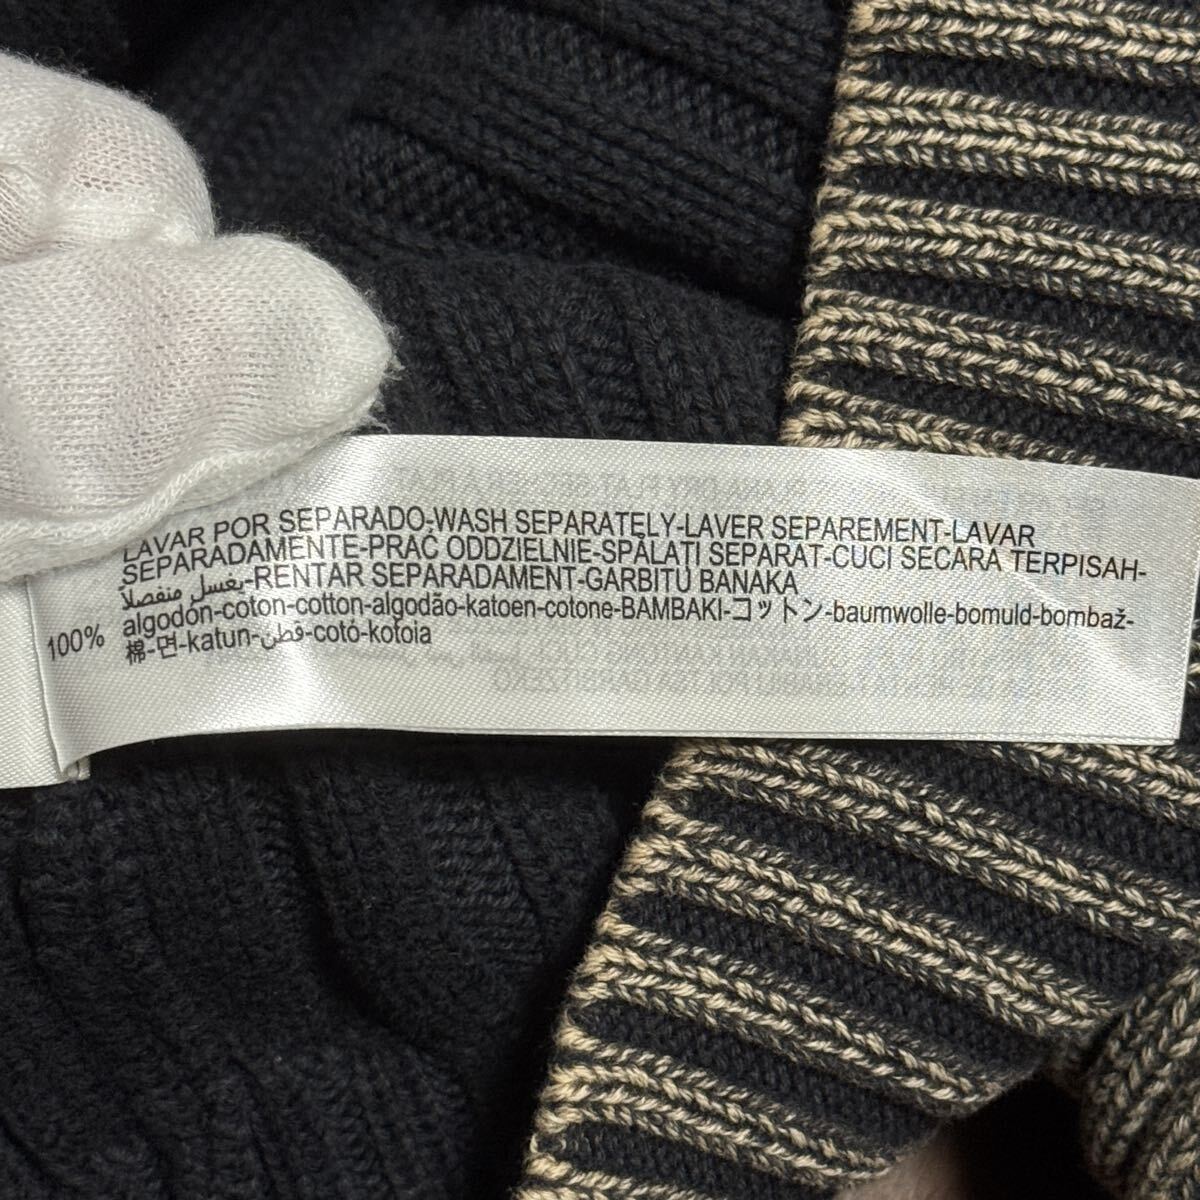 LAVAR POR SEPARADO-WASH SEPARATELY-LAVER SEPAREMENT-LAVAR
SEPARADAMENTE-PRAĆ ODDZIELNIE-SPĂLATI SEPARAT-CUCI SECARA TERPISAH-
يغسل منفصلاً-RENTAR SEPARADAMENT-GARBITU BANAKA
100% algodón-coton-cotton-algodão-katoen-cotone-BAMBAKI-コットン-baumwolle-bomuld-bombaž-
棉-면-katun-قطن-cotó-kotoia